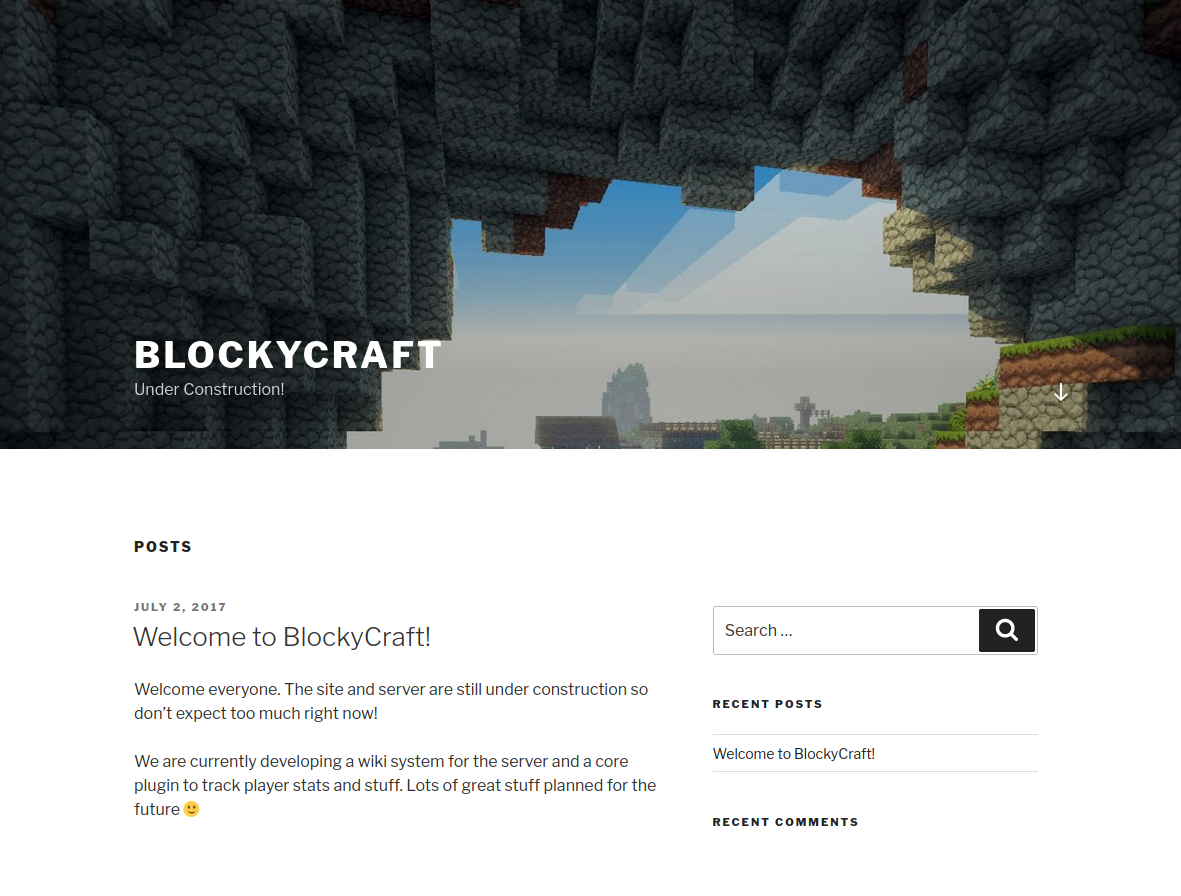 BLOCKYCRAFT
Under Construction!
POSTS
JULY 2, 2017
Welcome to BlockyCraft!
Welcome everyone. The site and server are still under construction so
don’t expect too much right now!
We are currently developing a wiki system for the server and a core
plugin to track player stats and stuff. Lots of great stuff planned for the
future 🙂
Search …
RECENT POSTS
Welcome to BlockyCraft!
RECENT COMMENTS